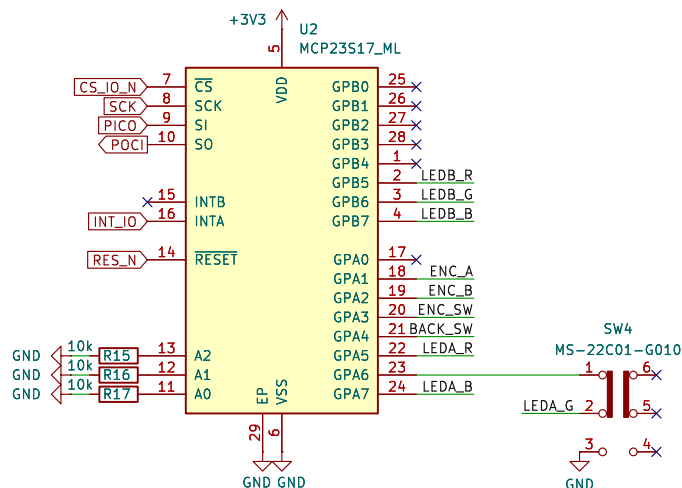 +3V3
U2
MCP23S17_ML
5
VDD
CS_IO_N 7 CS GPB0 25
SCK 8 SCK GPB1 26
PICO 9 SI GPB2 27
POCI 10 SO GPB3 28
GPB4 1
GPB5 2 LEDB_R
15 INTB GPB6 3 LEDB_G
INT_IO 16 INTA GPB7 4 LEDB_B
RES_N 14 RESET GPA0 17
GPA1 18 ENC_A
GPA2 19 ENC_B
GPA3 20 ENC_SW
GPA4 21 BACK_SW
SW4
MS-22C01-G010
GND 10k R15 13 A2 GPA5 22 LEDA_R
GND 10k R16 12 A1 GPA6 23 1 6
GND 10k R17 11 A0 GPA7 24 LEDA_B
LEDA_G 2 5
EP VSS
29 6
3 4
GND GND
GND